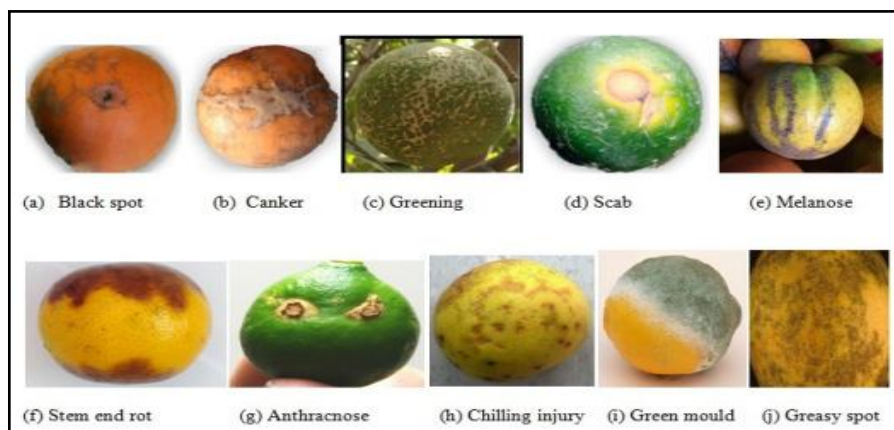 (a) Black spot (b) Canker (c) Greening (d) Scab (e) Melanose
(f) Stem end rot (g) Anthracnose (h) Chilling injury (i) Green mould (j) Greasy spot